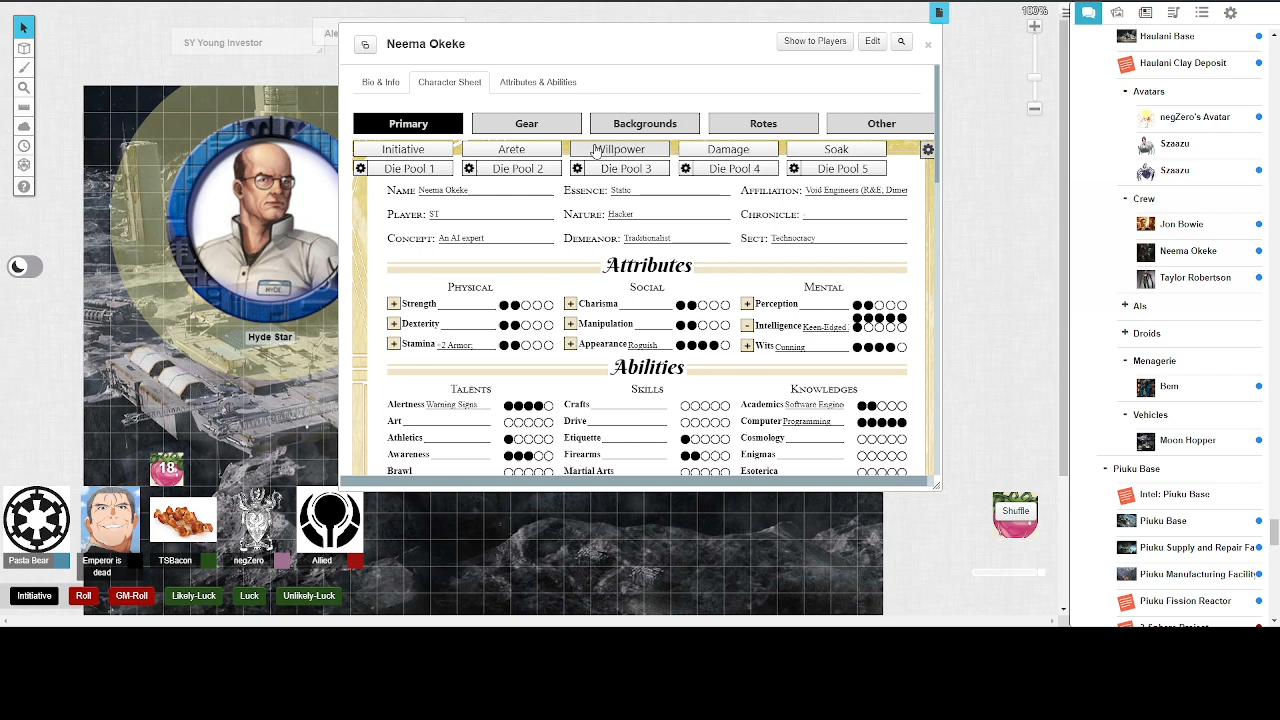 100%
SY Young Investor
Ale
Neema Okeke
Show to Players
Edit
Bio & Info
Character Sheet
Attributes & Abilities
Primary
Gear
Backgrounds
Rotes
Other
Initiative
Arete
Willpower
Damage
Soak
Die Pool 1
Die Pool 2
Die Pool 3
Die Pool 4
Die Pool 5
Name Neema Okeke
Essence: Static
Affiliation: Void Engineers (R&E, Dimer
Player: ST
Nature: Hacker
Chronicle: -
Concept: An AI expert
Demeanor: Traditionalist
Sect: Technocracy
Attributes
Physical
Social
Mental
+ Strength
+ Charisma
+ Perception
+ Dexterity
+ Manipulation
- Intelligence Keen-Edged
+ Stamina +2 Armor;
+ Appearance Roguish
+ Wits Cunning
Abilities
Talents
Skills
Knowledges
Alertness Warning Signs
Crafts
Academics Software Engine
Art
Drive
Computer Programming
Athletics
Etiquette
Cosmology
Awareness
Firearms
Enigmas
Brawl
Martial Arts
Esoterica
HYDE
Hyde Star
18
Pasta Bear
Emperor is
dead
TSBacon
negZero
Allied
Intitiative
Roll
GM-Roll
Likely-Luck
Luck
Unlikely-Luck
Shuffle
Haulani Base
Haulani Clay Deposit
- Avatars
negZero's Avatar
Szaazu
Szaazu
- Crew
Jon Bowie
Neema Okeke
Taylor Robertson
+ AIs
+ Droids
- Menagerie
Bem
- Vehicles
Moon Hopper
- Piuku Base
Intel: Piuku Base
Piuku Base
Piuku Supply and Repair Fa
Piuku Manufacturing Facility
Piuku Fission Reactor